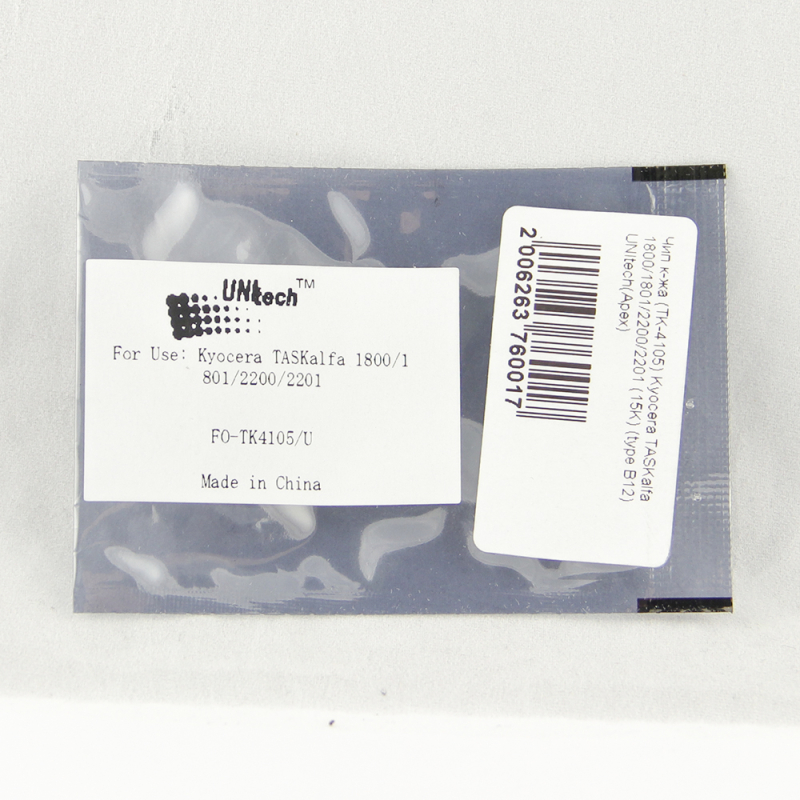 UNItech™
For Use: Kyocera TASKalfa 1800/1
801/2200/2201
FO-TK4105/U
Made in China
Чип к-жа (TK-4105) Kyocera TASKalfa
1800/1801/2200/2201 (15K) (type B12)
UNItech(Apex)
2 006263 760017